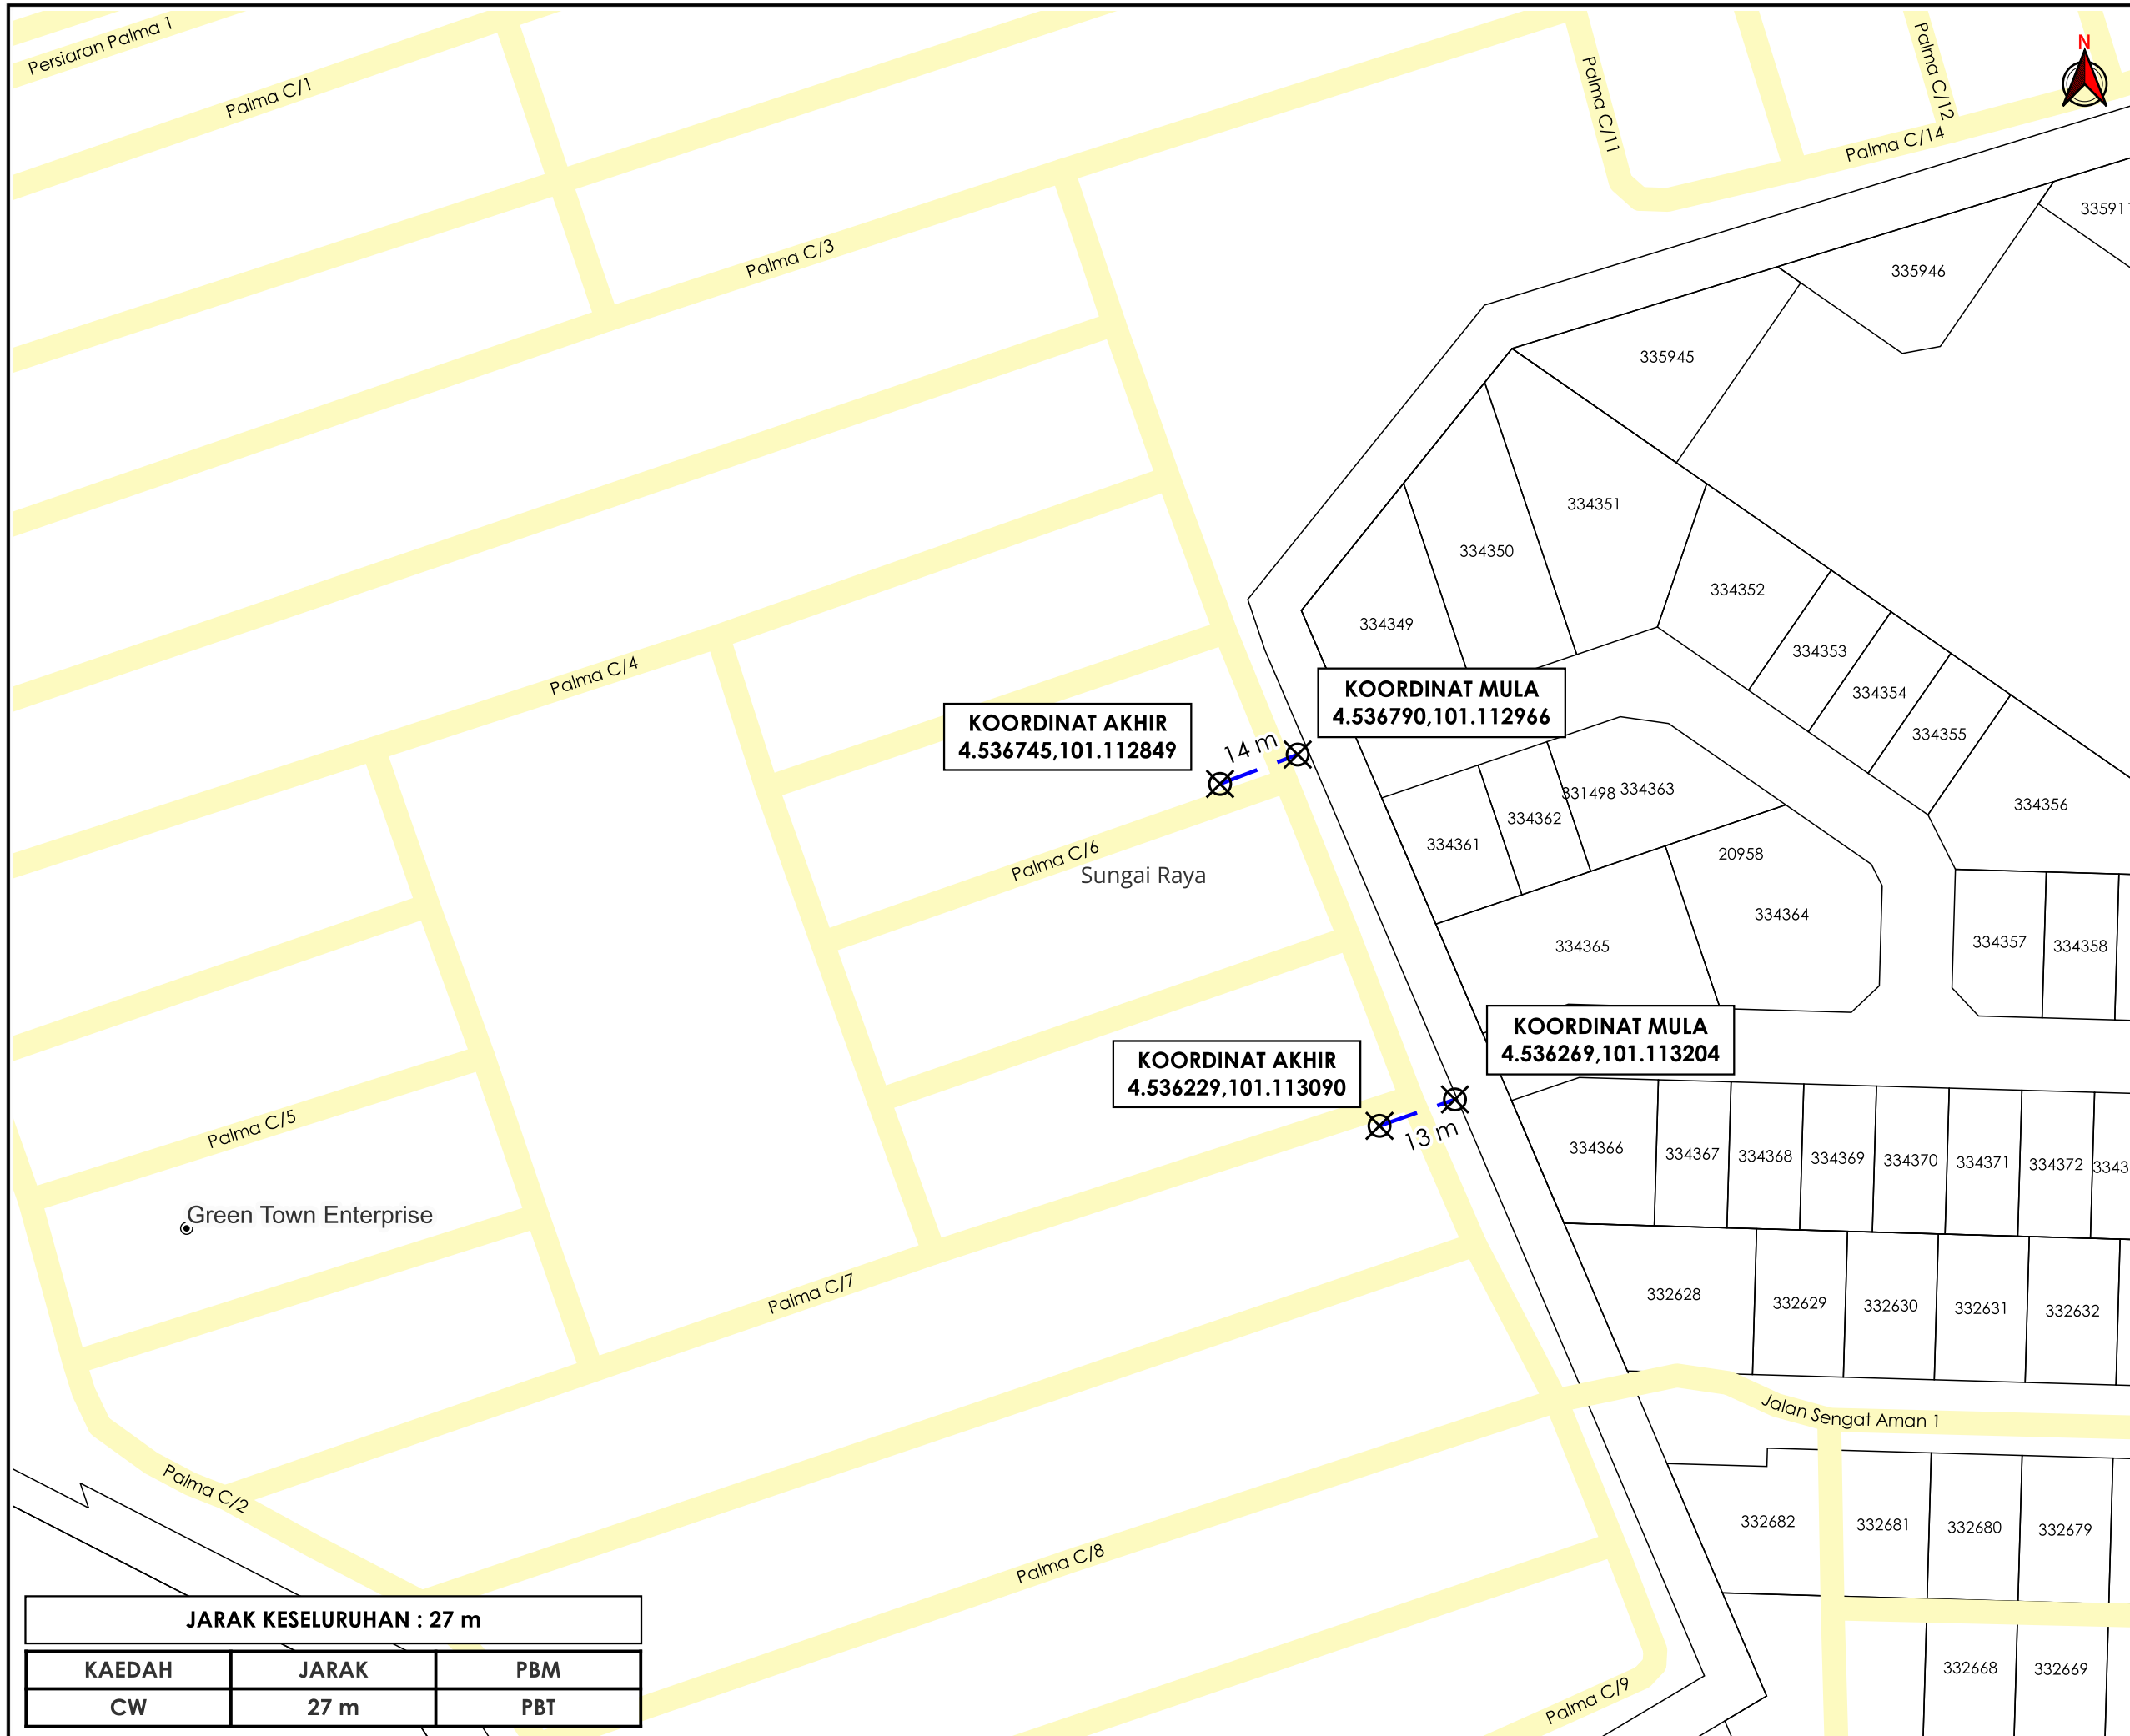 Persiaran Palma 1
Palma C/1
Palma C/11
Palma C/12
Palma C/14
N
Palma C/3
335911
335946
335945
334351
334350
334349
334352
334353
334354
334355
334356
Palma C/4
KOORDINAT MULA
4.536790,101.112966
KOORDINAT AKHIR
4.536745,101.112849
14 m
331498
334363
334362
334361
20958
334364
334365
334357
334358
Palma C/6
Sungai Raya
KOORDINAT MULA
4.536269,101.113204
KOORDINAT AKHIR
4.536229,101.113090
13 m
Palma C/5
334366
334367
334368
334369
334370
334371
334372
3343
Green Town Enterprise
Palma C/7
332628
332629
332630
332631
332632
Jalan Sengat Aman 1
Palma C/2
332682
332681
332680
332679
Palma C/8
332668
332669
Palma C/9
JARAK KESELURUHAN : 27 m
KAEDAH JARAK PBM
CW 27 m PBT